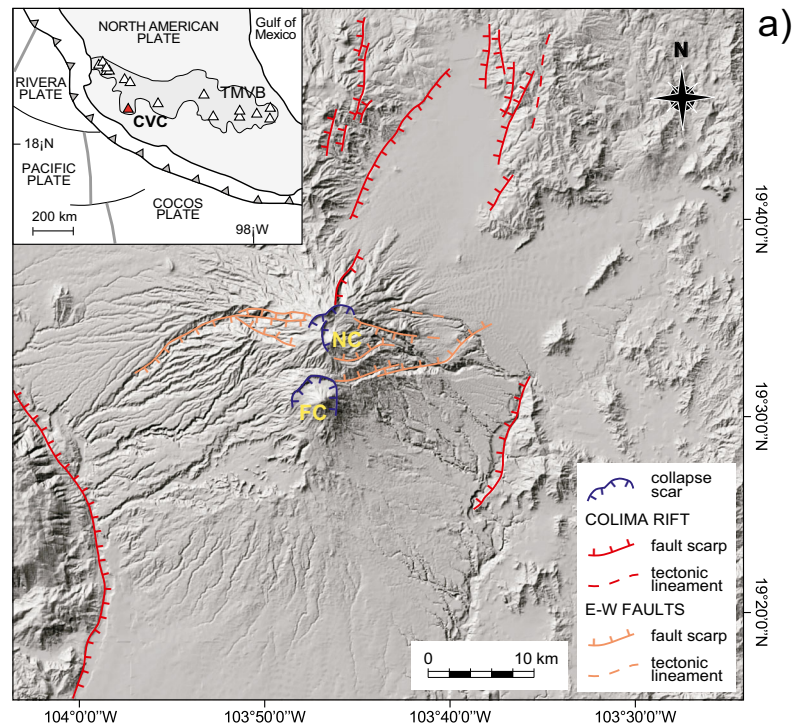 a)
NORTH AMERICAN
PLATE
Gulf of
Mexico
RIVERA
PLATE
TMVB
CVC
18¡N
PACIFIC
PLATE
COCOS
PLATE
200 km
98¡W
N
19°40'0"N
NC
FC
19°30'0"N
collapse
scar
COLIMA RIFT
fault scarp
tectonic
lineament
E-W FAULTS
fault scarp
tectonic
lineament
19°20'0"N
0 10 km
104°0'0"W 103°50'0"W 103°40'0"W 103°30'0"W